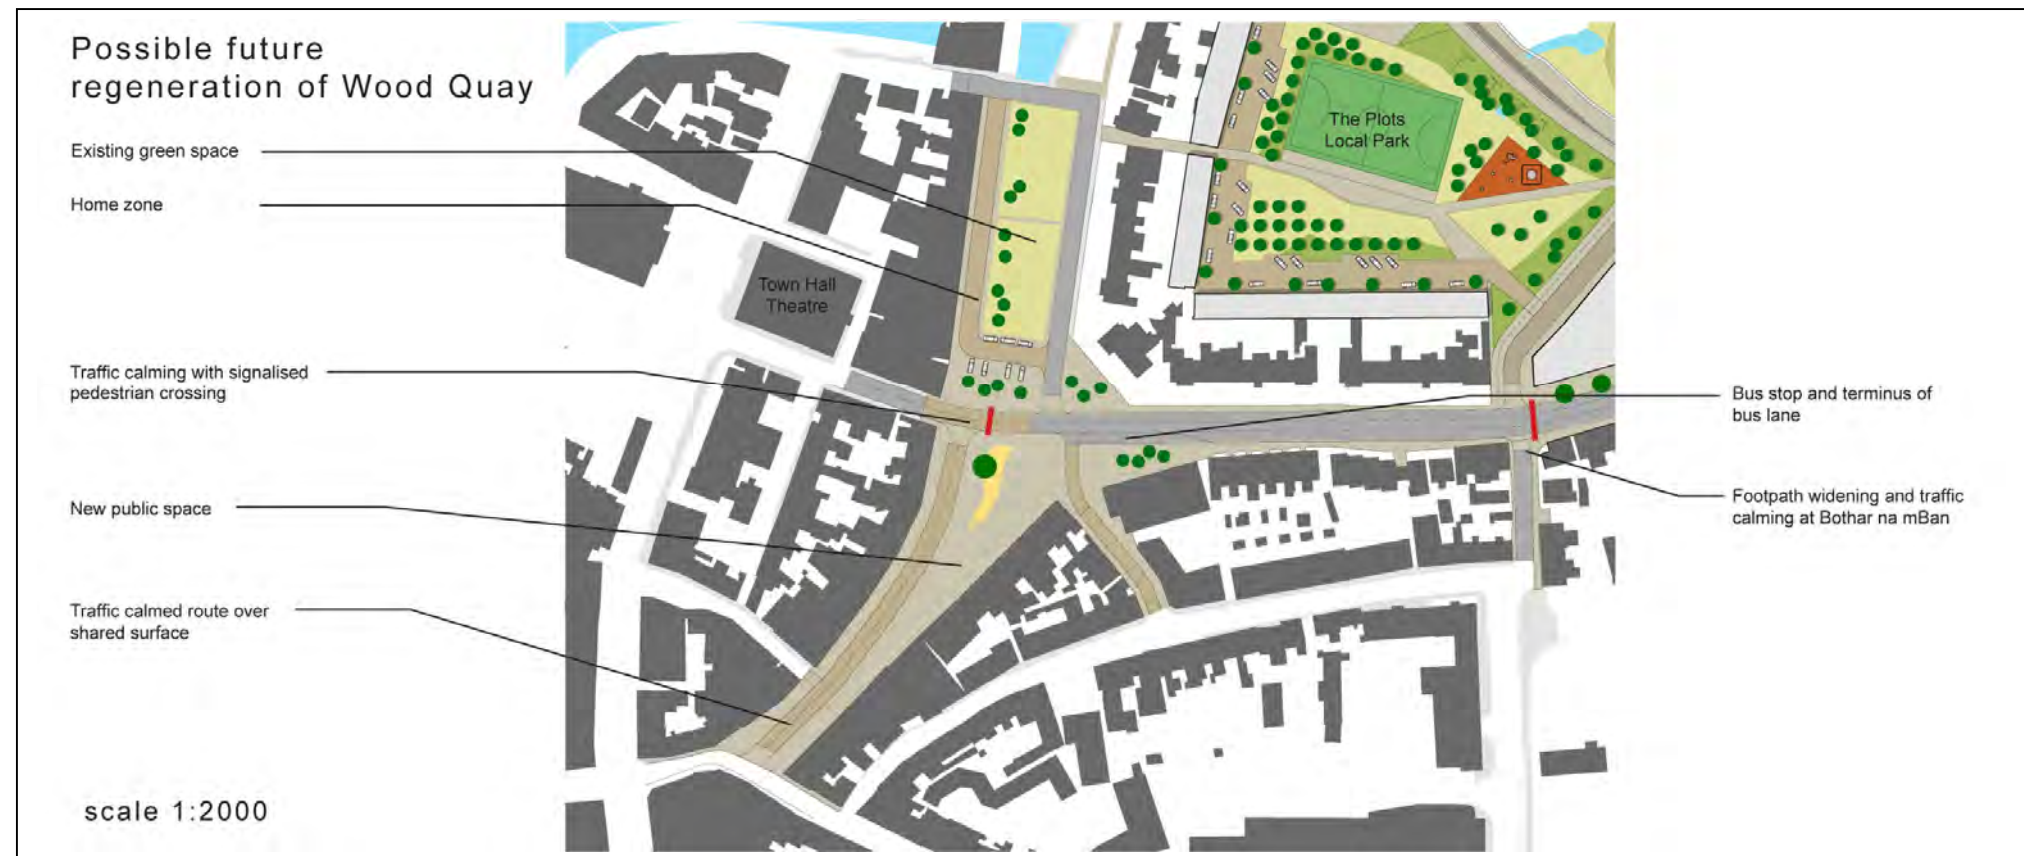 Possible future
regeneration of Wood Quay
Existing green space
Home zone
Traffic calming with signalised
pedestrian crossing
New public space
Traffic calmed route over
shared surface
scale 1:2000
The Plots
Local Park
Town Hall
Theatre
Bus stop and terminus of
bus lane
Footpath widening and traffic
calming at Bothar na mBan